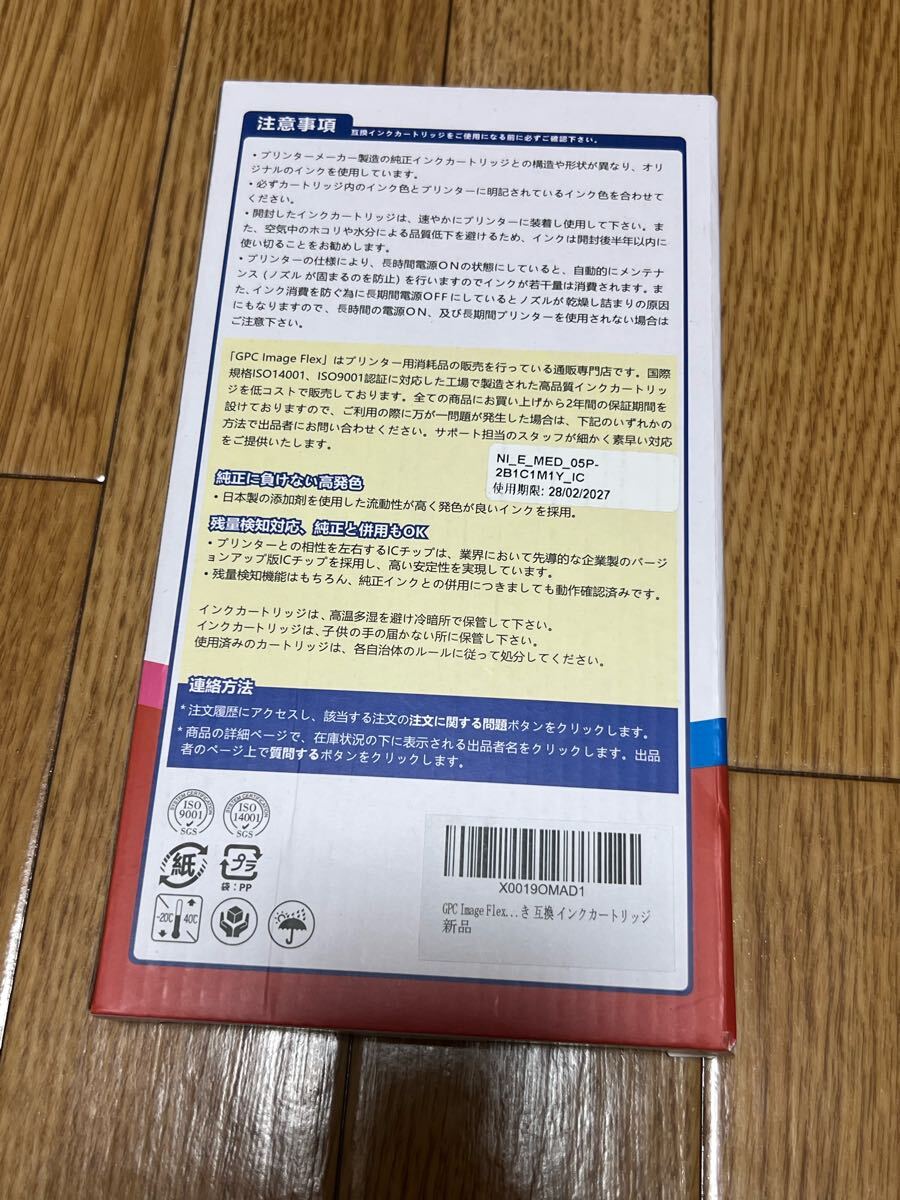 注意事項
互換インクカートリッジをご使用になる前に必ずご確認下さい。
・プリンターメーカー製造の純正インクカートリッジとの構造や形状が異なり、オリ
ジナルのインクを使用しています。
・必ずカートリッジ内のインク色とプリンターに明記されているインク色を合わせて
ください。
・開封したインクカートリッジは、速やかにプリンターに装着し使用して下さい。ま
た、空気中のホコリや水分による品質低下を避けるため、インクは開封後半年以内に
使い切ることをお勧めします。
・プリンターの仕様により、長時間電源ONの状態にしていると、自動的にメンテナ
ンス(ノズルが固まるのを防止)を行いますのでインクが若干量は消費されます。ま
た、インク消費を防ぐ為に長期間電源OFFにしているとノズルが乾燥し詰まりの原因
にもなりますので、長時間の電源ON、及び長期間プリンターを使用されない場合は
ご注意下さい。
「GPC Image Flex」はプリンター用消耗品の販売を行っている通販専門店です。国際
規格ISO14001、ISO9001認証に対応した工場で製造された高品質インクカートリッ
ジを低コストで販売しております。全ての商品にお買い上げから2年間の保証期間を
設けておりますので、ご利用の際に万が一問題が発生した場合は、下記のいずれかの
方法で出品者にお問い合わせください。サポート担当のスタッフが細かく素早い対応
をご提供いたします。
NI_E_MED_05P-
2B1C1M1Y_IC
使用期限: 28/02/2027
純正に負けない高発色
・日本製の添加剤を使用した流動性が高く発色が良いインクを採用。
残量検知対応、純正と併用もOK
・プリンターとの相性を左右するICチップは、業界において先導的な企業製のバージ
ョンアップ版ICチップを採用し、高い安定性を実現しています。
・残量検知機能はもちろん、純正インクとの併用につきましても動作確認済みです。
インクカートリッジは、高温多湿を避け冷暗所で保管して下さい。
インクカートリッジは、子供の手の届かない所に保管し下さい。
使用済みのカートリッジは、各自治体のルールに従って処分してください。
連絡方法
*注文履歴にアクセスし、該当する注文の注文に関する問題ボタンをクリックします。
*商品の詳細ページで、在庫状況の下に表示される出品者名をクリックします。出品
者のページ上で質問するボタンをクリックします。
SYSTEM CERTIFICATION
ISO
9001
SGS
SYSTEM CERTIFICATION
ISO
14001
SGS
紙
プラ
袋:PP
-20℃
40℃
X0019OMAD1
GPC Image Flex...き 互換 インクカートリッジ
新品